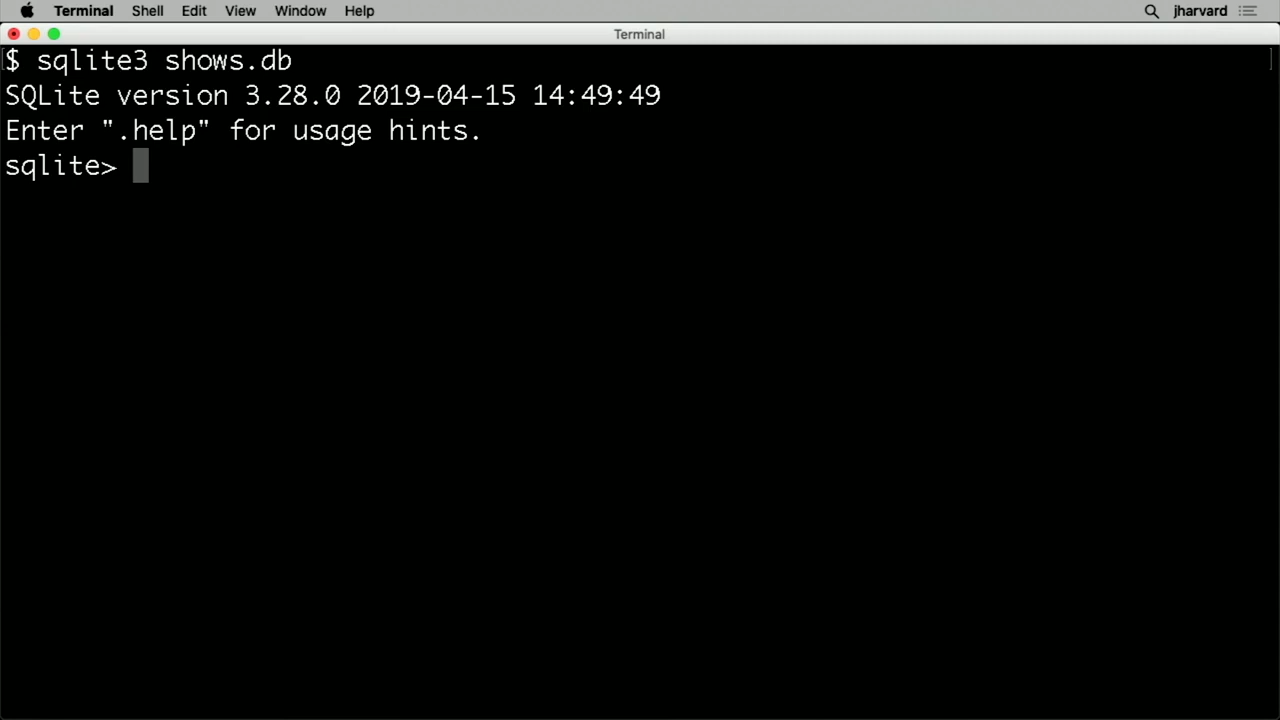 Terminal Shell Edit View Window Help jharvard
Terminal
$ sqlite3 shows.db
SQLite version 3.28.0 2019-04-15 14:49:49
Enter ".help" for usage hints.
sqlite>